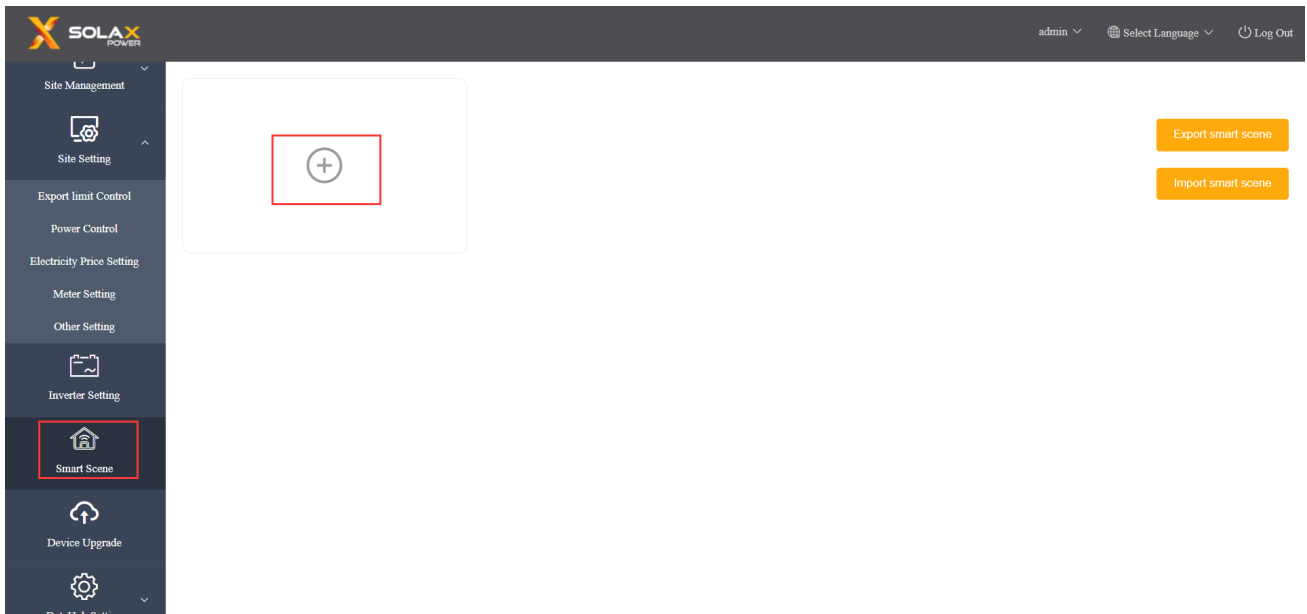 SOLAX
POWER
admin
Select Language
Log Out
Site Management
Site Setting
Export limit Control
Power Control
Electricity Price Setting
Meter Setting
Other Setting
Inverter Setting
Smart Scene
Device Upgrade
Export smart scene
Import smart scene